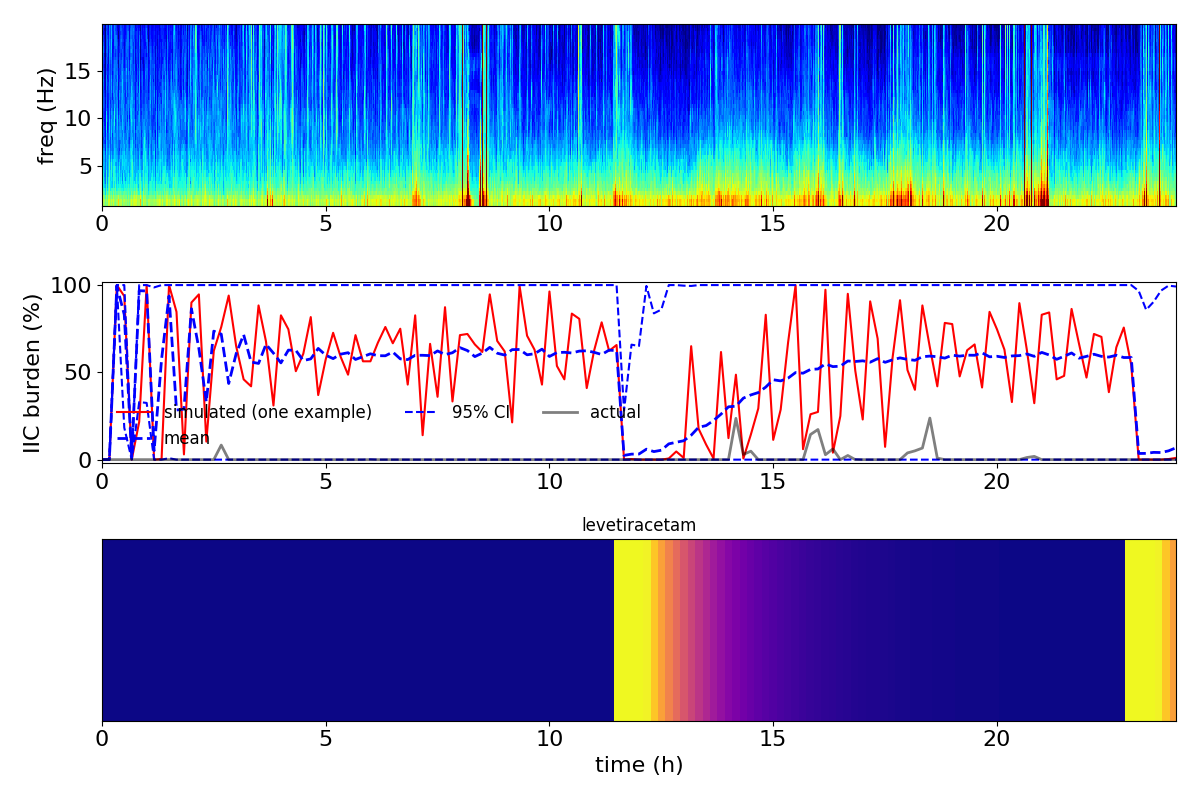 freq (Hz)
15
10
5
0 5 10 15 20
IIC burden (%)
100
50
0
simulated (one example) 95% CI actual
mean
0 5 10 15 20
levetiracetam
0 5 10 15 20
time (h)